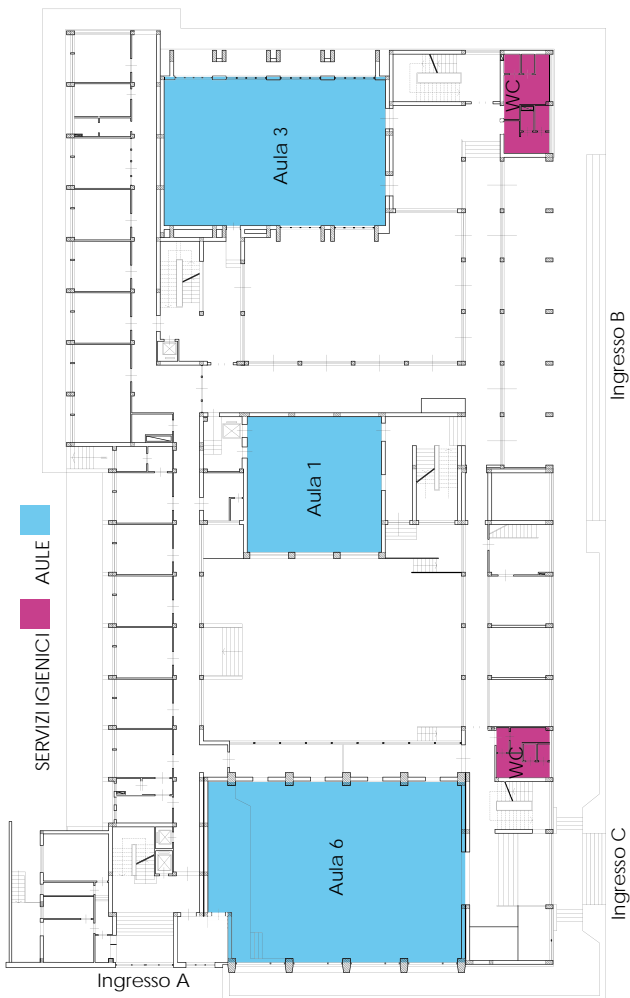 Aula 3
WC
Ingresso B
Aula 1
AULE
SERVIZI IGIENICI
WC
Aula 6
Ingresso C
Ingresso A